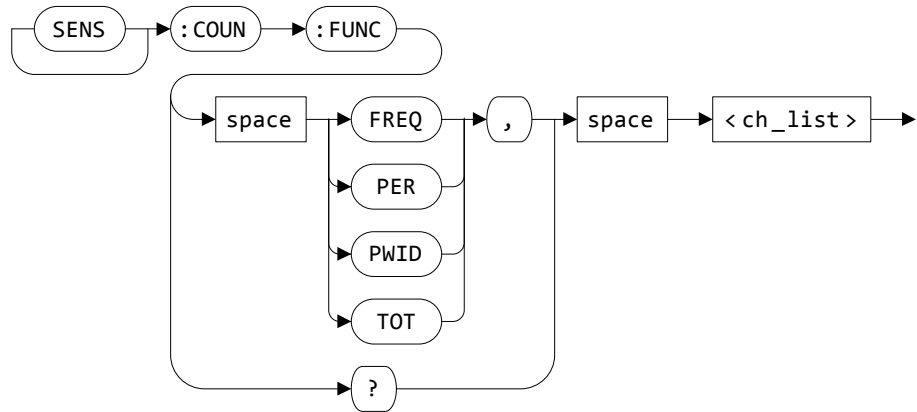 SENS :COUN :FUNC
space FREQ , space <ch_list>
PER
PWID
TOT
?